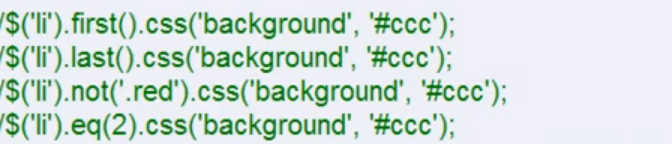 /$('li').first().css('background', '#ccc');
/$('li').last().css('background', '#ccc');
/$('li').not('.red').css('background', '#ccc');
/$('li').eq(2).css('background', '#ccc');